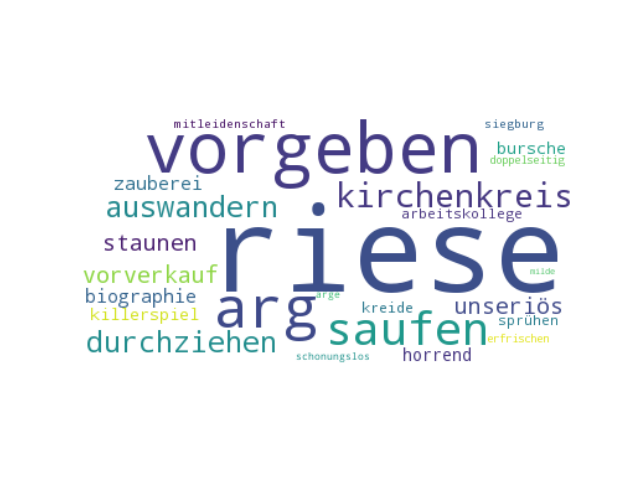 mitleidenschaft
siegburg
vorgeben
bursche
doppelseitig
zauberei
kirchenkreis
auswandern
arbeitskollege
staunen
riese
vorverkauf
milde
biographie
arge
arg
kreide
unseriös
killerspiel
saufen
sprühen
durchziehen
erfrischen
schonungslos
horrend